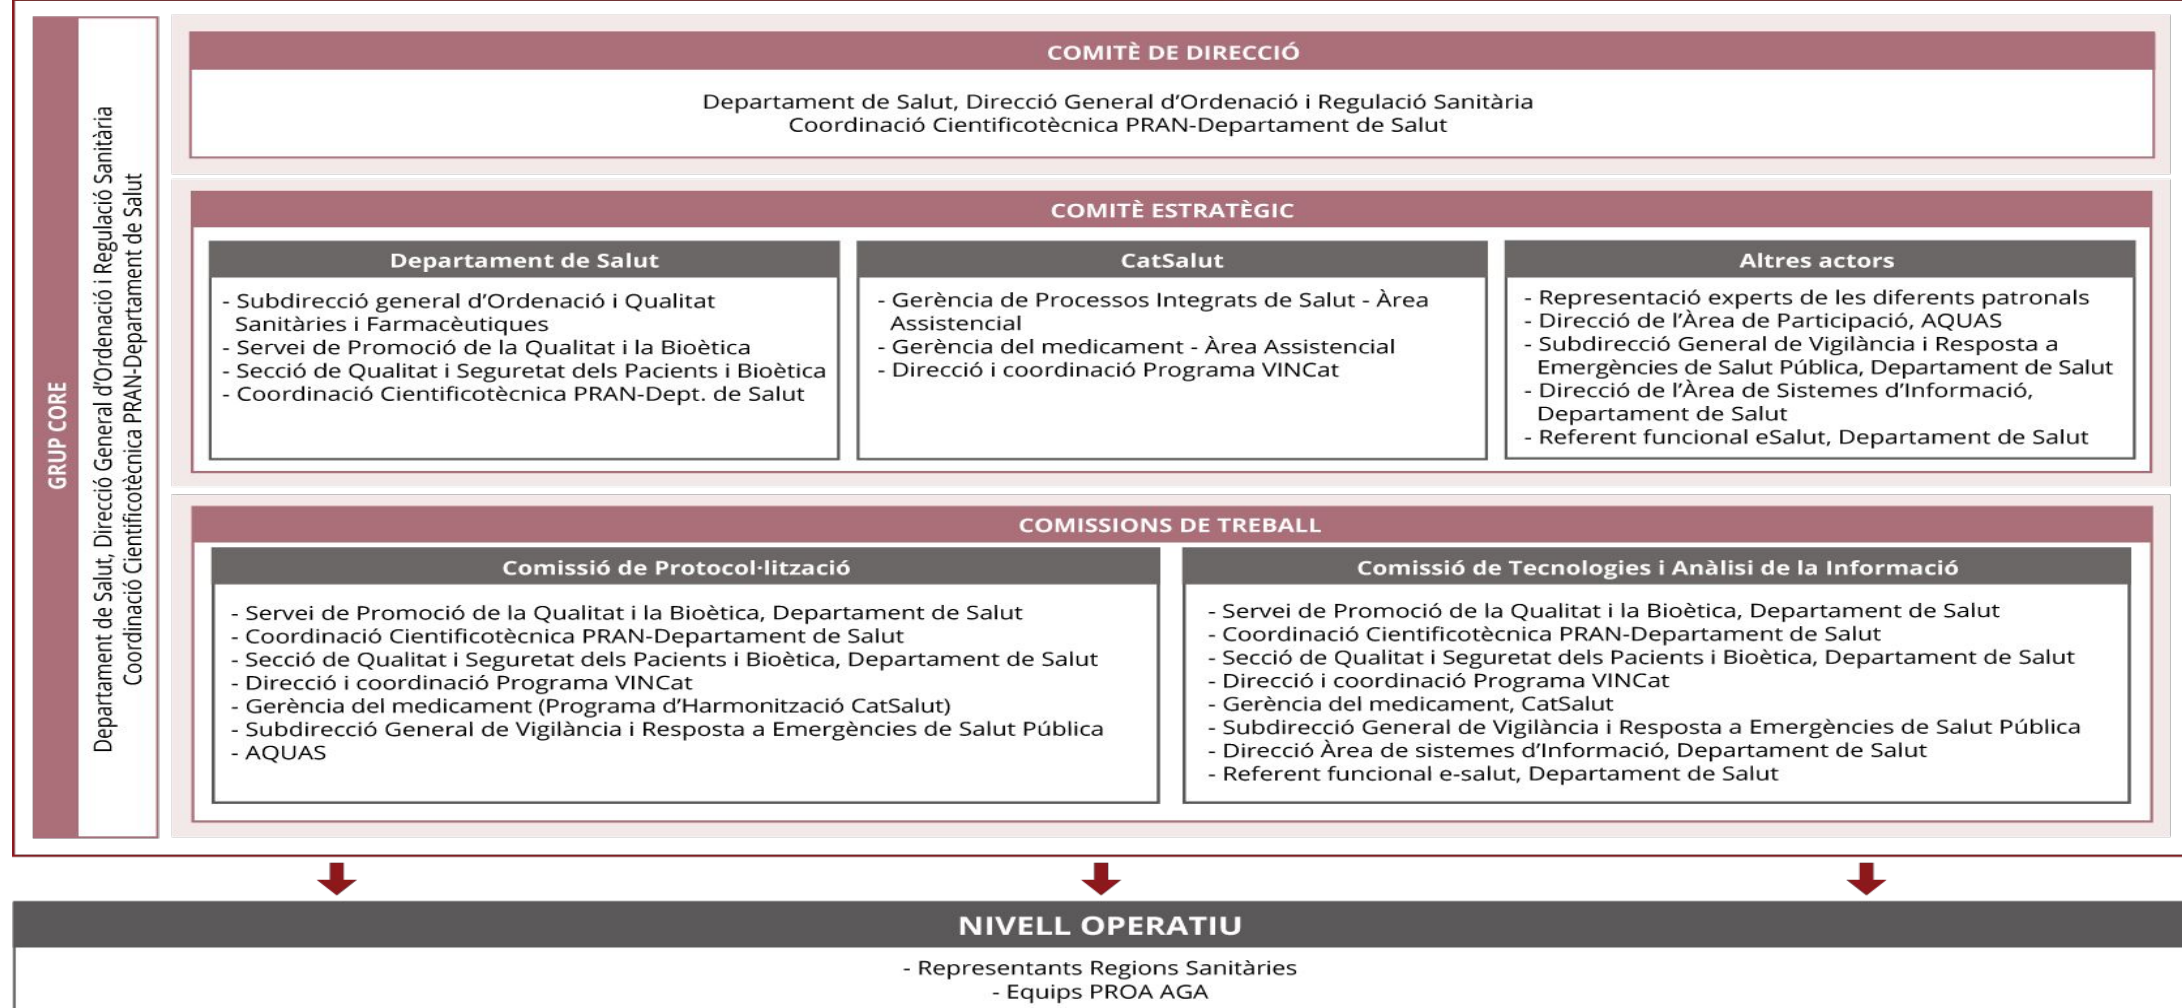 GRUP CORE
Departament de Salut, Direcció General d'Ordenació i Regulació Sanitària
Coordinació Cientificotècnica PRAN-Departament de Salut
COMITÈ DE DIRECCIÓ
Departament de Salut, Direcció General d'Ordenació i Regulació Sanitària
Coordinació Cientificotècnica PRAN-Departament de Salut
COMITÈ ESTRATÈGIC
Departament de Salut
- Subdirecció general d'Ordenació i Qualitat
Sanitàries i Farmacèutiques
- Servei de Promoció de la Qualitat i la Bioètica
- Secció de Qualitat i Seguretat dels Pacients i Bioètica
- Coordinació Cientificotècnica PRAN-Dept. de Salut
CatSalut
- Gerència de Processos Integrats de Salut - Àrea
Assistencial
- Gerència del medicament - Àrea Assistencial
- Direcció i coordinació Programa VINCat
Altres actors
- Representació experts de les diferents patronals
- Direcció de l'Àrea de Participació, AQUAS
- Subdirecció General de Vigilància i Resposta a
Emergències de Salut Pública, Departament de Salut
- Direcció de l'Àrea de Sistemes d'Informació,
Departament de Salut
- Referent funcional eSalut, Departament de Salut
COMISSIONS DE TREBALL
Comissió de Protocol·lització
- Servei de Promoció de la Qualitat i la Bioètica, Departament de Salut
- Coordinació Cientificotècnica PRAN-Departament de Salut
- Secció de Qualitat i Seguretat dels Pacients i Bioètica, Departament de Salut
- Direcció i coordinació Programa VINCat
- Gerència del medicament (Programa d'Harmonització CatSalut)
- Subdirecció General de Vigilància i Resposta a Emergències de Salut Pública
- AQUAS
Comissió de Tecnologies i Anàlisi de la Informació
- Servei de Promoció de la Qualitat i la Bioètica, Departament de Salut
- Coordinació Cientificotècnica PRAN-Departament de Salut
- Secció de Qualitat i Seguretat dels Pacients i Bioètica, Departament de Salut
- Direcció i coordinació Programa VINCat
- Gerència del medicament, CatSalut
- Subdirecció General de Vigilància i Resposta a Emergències de Salut Pública
- Direcció Àrea de sistemes d'Informació, Departament de Salut
- Referent funcional e-salut, Departament de Salut
NIVELL OPERATIU
- Representants Regions Sanitàries
- Equips PROA AGA